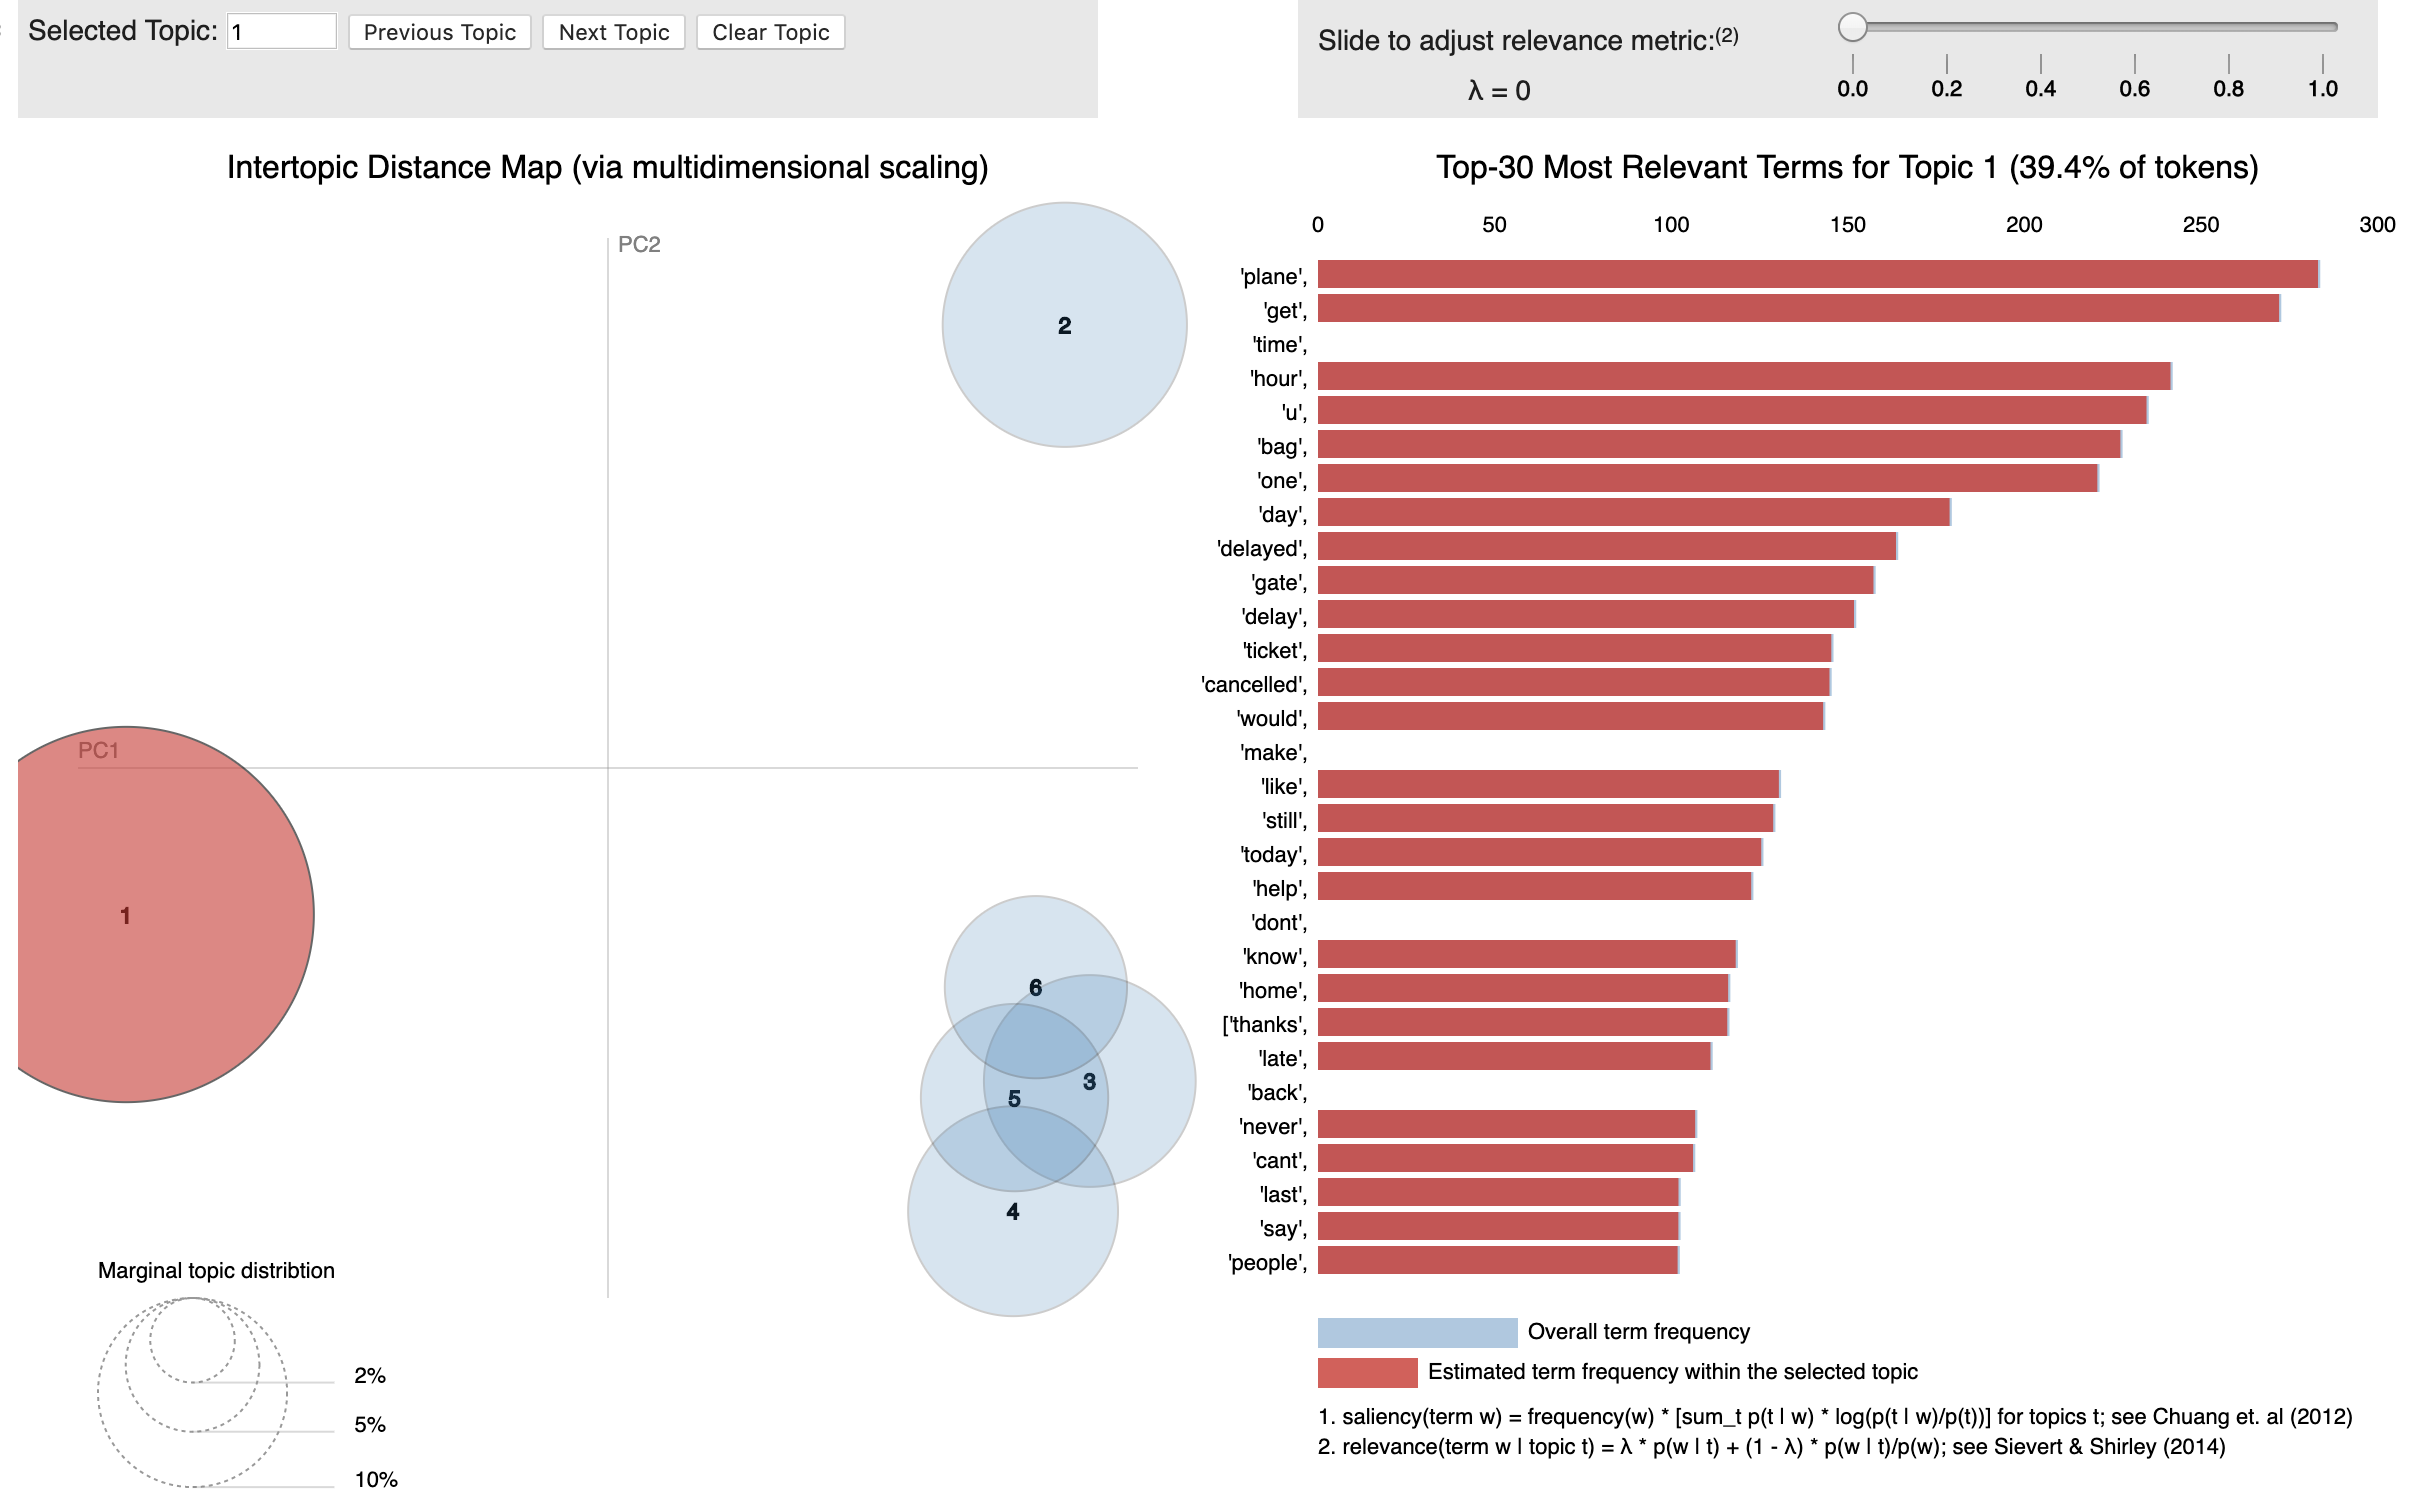 Selected Topic: 1 Previous Topic Next Topic Clear Topic
Slide to adjust relevance metric:(2)
λ = 0
0.0 0.2 0.4 0.6 0.8 1.0
Intertopic Distance Map (via multidimensional scaling)
PC2
PC1
2
1
6
3
5
4
Marginal topic distribtion
2%
5%
10%
Top-30 Most Relevant Terms for Topic 1 (39.4% of tokens)
0 50 100 150 200 250 300
'plane',
'get',
'time',
'hour',
'u',
'bag',
'one',
'day',
'delayed',
'gate',
'delay',
'ticket',
'cancelled',
'would',
'make',
'like',
'still',
'today',
'help',
'dont',
'know',
'home',
['thanks',
'late',
'back',
'never',
'cant',
'last',
'say',
'people',
Overall term frequency
Estimated term frequency within the selected topic
1. saliency(term w) = frequency(w) * [sum_t p(t | w) * log(p(t | w)/p(t))] for topics t; see Chuang et. al (2012)
2. relevance(term w | topic t) = λ * p(w | t) + (1 - λ) * p(w | t)/p(w); see Sievert & Shirley (2014)